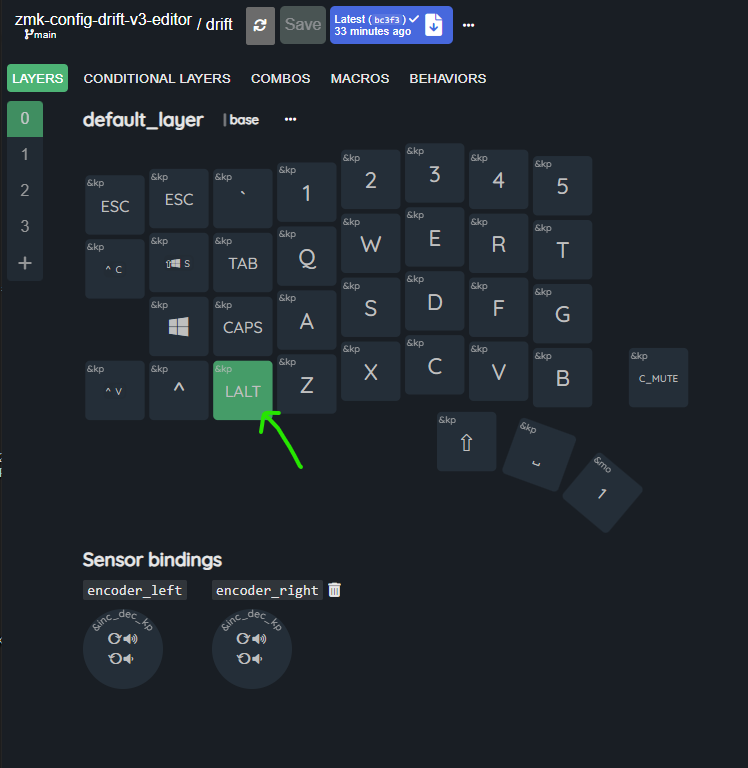 zmk-config-drift-v3-editor / drift
main
Save
Latest (bc3f3)
33 minutes ago
LAYERS CONDITIONAL LAYERS COMBOS MACROS BEHAVIORS
0
1
2
3
+
default_layer | base
&kp ESC
&kp ESC
&kp `
&kp 1
&kp 2
&kp 3
&kp 4
&kp 5
&kp ^ C
&kp S
&kp TAB
&kp Q
&kp W
&kp E
&kp R
&kp T
&kp
&kp CAPS
&kp A
&kp S
&kp D
&kp F
&kp G
&kp ^ V
&kp ^
&kp LALT
&kp Z
&kp X
&kp C
&kp V
&kp B
&kp C_MUTE
&kp ⇧
&kp ␣
&mo 1
Sensor bindings
encoder_left encoder_right
&inc_dec_kp
&inc_dec_kp